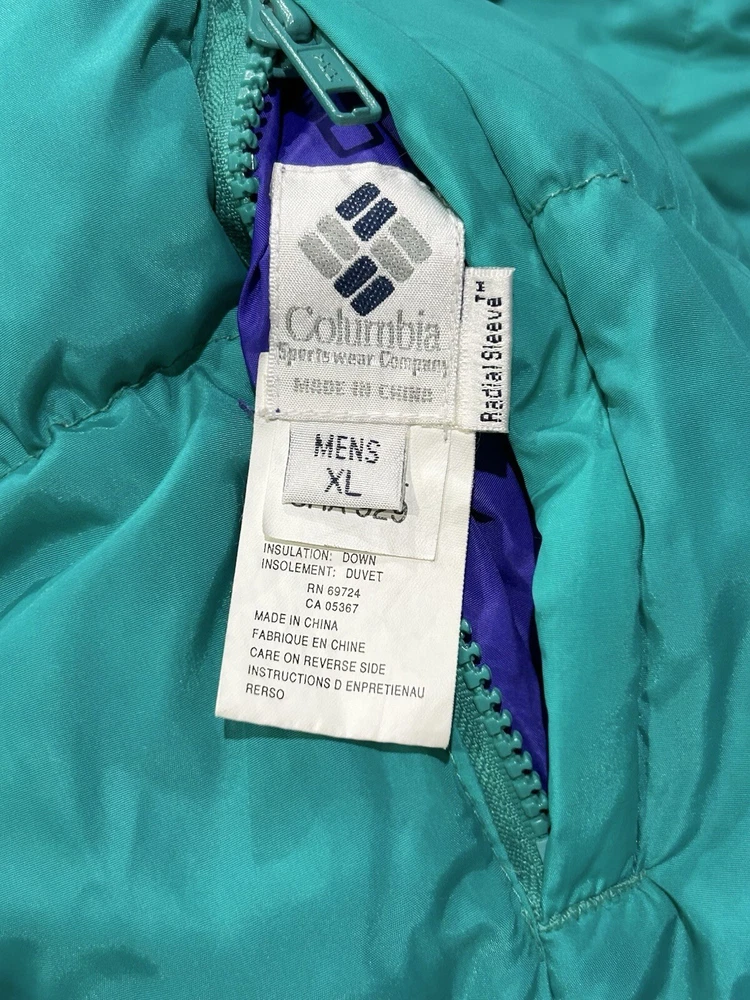 Columbia
Sportswear Company
MADE IN CHINA
Radial Sleeve™
MENS
XL
INSULATION: DOWN
INSOLEMENT: DUVET
RN 69724
CA 05367
MADE IN CHINA
FABRIQUE EN CHINE
CARE ON REVERSE SIDE
INSTRUCTIONS D ENPRETIENAU
RERSO